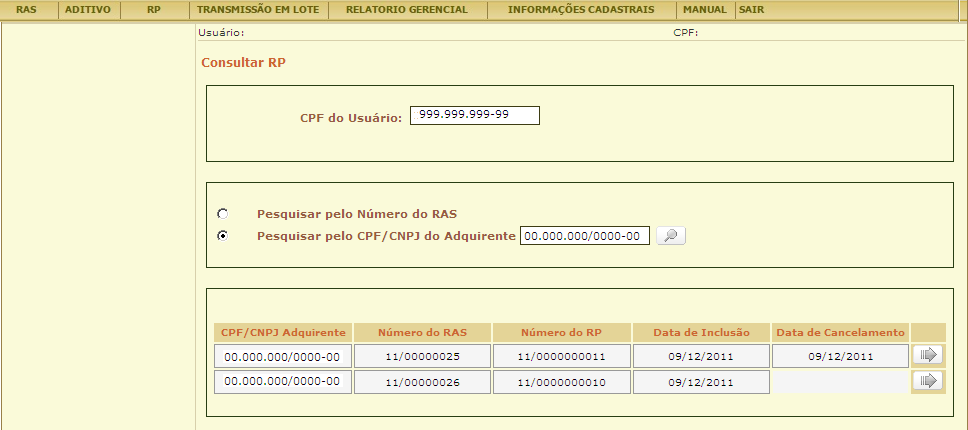 RAS ADITIVO RP TRANSMISSÃO EM LOTE RELATORIO GERENCIAL INFORMAÇÕES CADASTRAIS MANUAL SAIR
Usuário: CPF:
Consultar RP
CPF do Usuário: 999.999.999-99
Pesquisar pelo Número do RAS
Pesquisar pelo CPF/CNPJ do Adquirente 00.000.000/0000-00
CPF/CNPJ Adquirente Número do RAS Número do RP Data de Inclusão Data de Cancelamento
00.000.000/0000-00 11/00000025 11/0000000011 09/12/2011 09/12/2011
00.000.000/0000-00 11/00000026 11/0000000010 09/12/2011